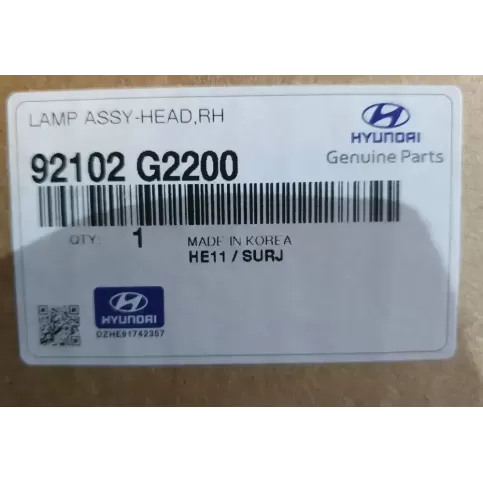 LAMP ASSY-HEAD,RH
HYUNDAI
Genuine Parts
92102 G2200
QTY: 1
MADE IN KOREA
HE11 / SURJ
HYUNDAI
DZHE91742357